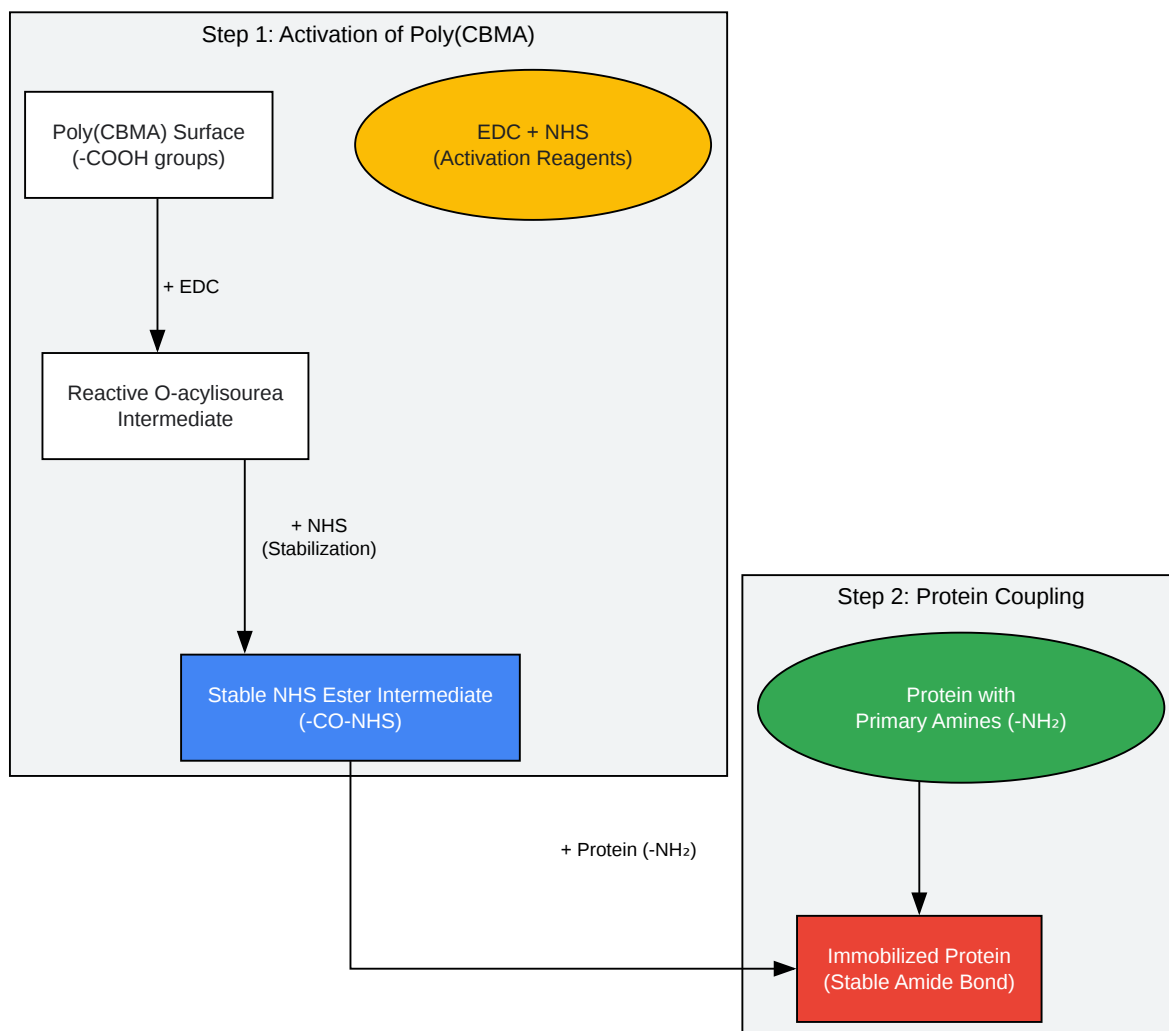 Step 1: Activation of Poly(CBMA)
Poly(CBMA) Surface
(-COOH groups)
EDC + NHS
(Activation Reagents)
+ EDC
Reactive O-acylisourea
Intermediate
+ NHS
(Stabilization)
Stable NHS Ester Intermediate
(-CO-NHS)
Step 2: Protein Coupling
Protein with
Primary Amines (-NH₂)
+ Protein (-NH₂)
Immobilized Protein
(Stable Amide Bond)